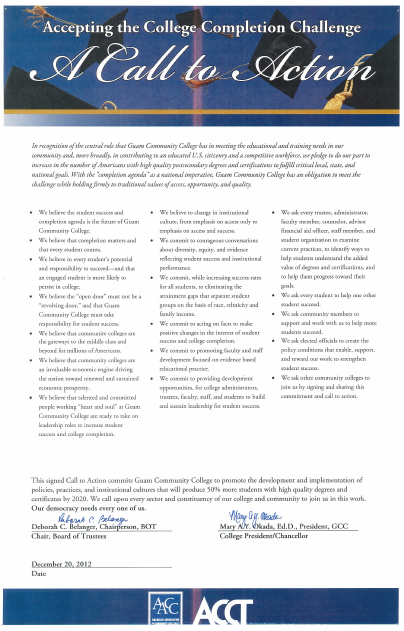 Accepting the College Completion Challenge
A Call to Action
In recognition of the central role that Guam Community College has in meeting the educational and training needs in our
community and, more broadly, in contributing to an educated U.S. citizenry and a competitive workforce, we pledge to do our part to
increase to the number of Americans with high quality postsecondary degrees and certifications to fulfill critical local, state, and
national goals. With the "completion agenda" as a national imperative, Guam Community College has an obligation to meet the
challenge while holding firmly to traditional values of access, opportunity, and quality.
• We believe the student success and
completion agenda is the future of Guam
Community College.
• We believe that completion matters and
that every student counts.
• We believe in every student's potential
and responsibility to succeed—and that
an engaged student is more likely to
persist in college.
• We believe the "open door" must not be a
"revolving door," and that Guam
Community College must take
responsibility for student success.
• We believe that community colleges are
the gateways to the middle class and
beyond for millions of Americans.
• We believe that community colleges are
an invaluable economic engine driving
the nation toward renewed and sustained
economic prosperity.
• We believe that talented and committed
people working "heart and soul" at Guam
Community College are ready to take on
leadership roles to increase student
success and college completion.
• We believe to change in institutional
culture, from emphasis on access only to
emphasis on access and success.
• We commit to courageous conversations
about diversity, equity, and evidence
reflecting student success and institutional
performance.
• We commit, while increasing success rates
for all students, to eliminating the
attainment gaps that separate student
groups on the basis of race, ethnicity and
family income.
• We commit to acting on facts to make
positive changes in the interest of student
success and college completion.
• We commit to promoting faculty and staff
development focused on evidence based
educational practice.
• We commit to providing development
opportunities, for college administrators,
trustees, faculty, staff, and students to build
and sustain leadership for student success.
• We ask every trustee, administrator,
faculty member, counselor, adviser
financial aid officer, staff member, and
student organization to examine
current practices, to identify ways to
help students understand the added
value of degrees and certifications, and
to help them progress toward their
goals.
• We ask every student to help one other
student succeed.
• We ask community members to
support and work with us to help more
students succeed.
• We ask elected officials to create the
policy conditions that enable, support,
and reward our work to strengthen
student success.
• We ask other community colleges to
join us by signing and sharing this
commitment and call to action.
This signed Call to Action commits Guam Community College to promote the development and implementation of
policies, practices, and institutional cultures that will produce 50% more students with high quality degrees and
certificates by 2020. We call upon every sector and constituency of our college and community to join us in this work.
Our democracy needs every one of us.
Deborah C. Belanger
Deborah C. Belanger, Chairperson, BOT
Chair, Board of Trustees
Mary A.Y. Okada
Mary A.Y. Okada, Ed.D., President, GCC
College President/Chancellor
December 20, 2012
Date
AACC
ACCT